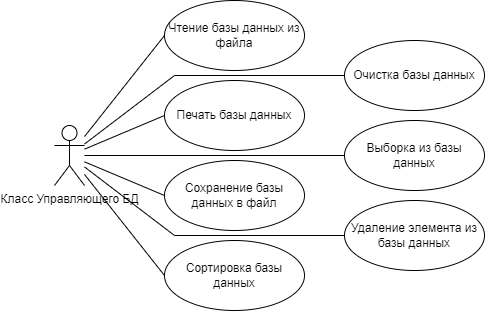 Чтение базы данных из
файла
Очистка базы данных
Печать базы данных
Выборка из базы
данных
Класс Управляющего БД
Сохранение базы
данных в файл
Удаление элемента из
базы данных
Сортировка базы
данных